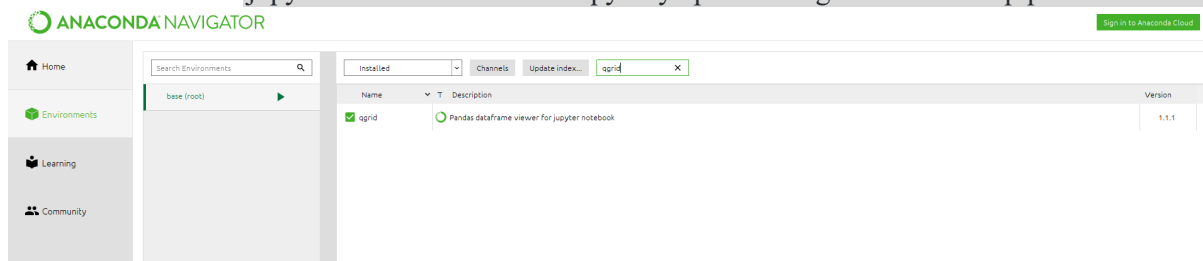 ANACONDA NAVIGATOR
Sign in to Anaconda Cloud
Home
Environments
Learning
Community
Search Environments
base (root)
Installed
Channels
Update index...
qgrid
Name T Description Version
qgrid Pandas dataframe viewer for jupyter notebook 1.1.1